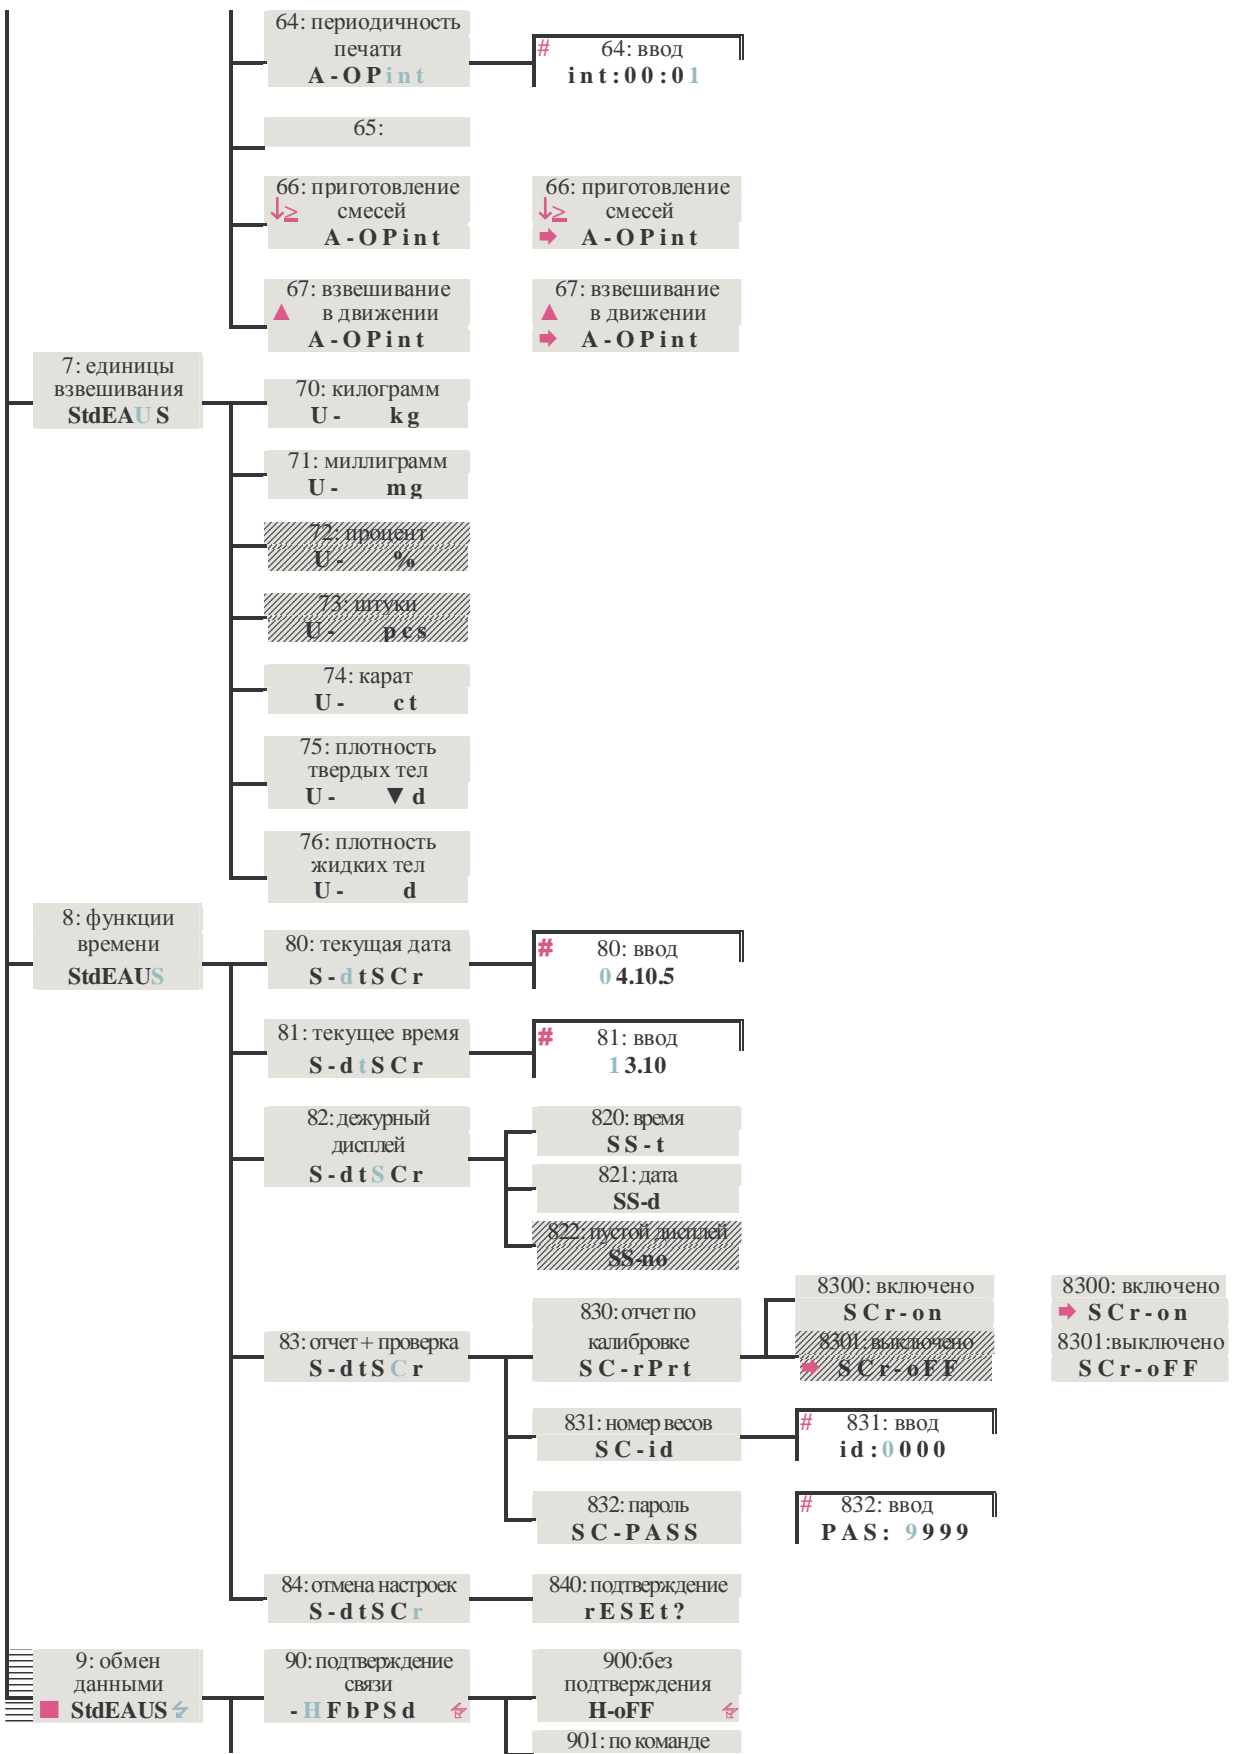 64: периодичность
печати
A-OPint
# 64: ввод
int:00:01
65:
66: приготовление
↓≥ смесей
A-OPint
66: приготовление
↓≥ смесей
➡ A-OPint
67: взвешивание
▲ в движении
A-OPint
67: взвешивание
▲ в движении
➡ A-OPint
7: единицы
взвешивания
StdEAUS
70: килограмм
U- kg
71: миллиграмм
U- mg
72: процент
U- %
73: штуки
U- pcs
74: карат
U- ct
75: плотность
твердых тел
U- ▼d
76: плотность
жидких тел
U- d
8: функции
времени
StdEAUS
80: текущая дата
S-dtSCr
# 80: ввод
04.10.5
81: текущее время
S-dtSCr
# 81: ввод
13.10
82: дежурный
дисплей
S-dtSCr
820: время
SS-t
821: дата
SS-d
822: пустой дисплей
SS-no
83: отчет + проверка
S-dtSCr
830: отчет по
калибровке
SC-rPrt
8300: включено
SCr-on
8301: выключено
➡ SCr-oFF
8300: включено
➡ SCr-on
8301:выключено
SCr-oFF
831: номер весов
SC-id
# 831: ввод
id:0000
832: пароль
SC-PASS
# 832: ввод
PAS: 9999
84: отмена настроек
S-dtSCr
840: подтверждение
rESEt?
9: обмен
данными
■ StdEAUS
90: подтверждение
связи
-HFbPSd
900:без
подтверждения
H-oFF
901: по команде